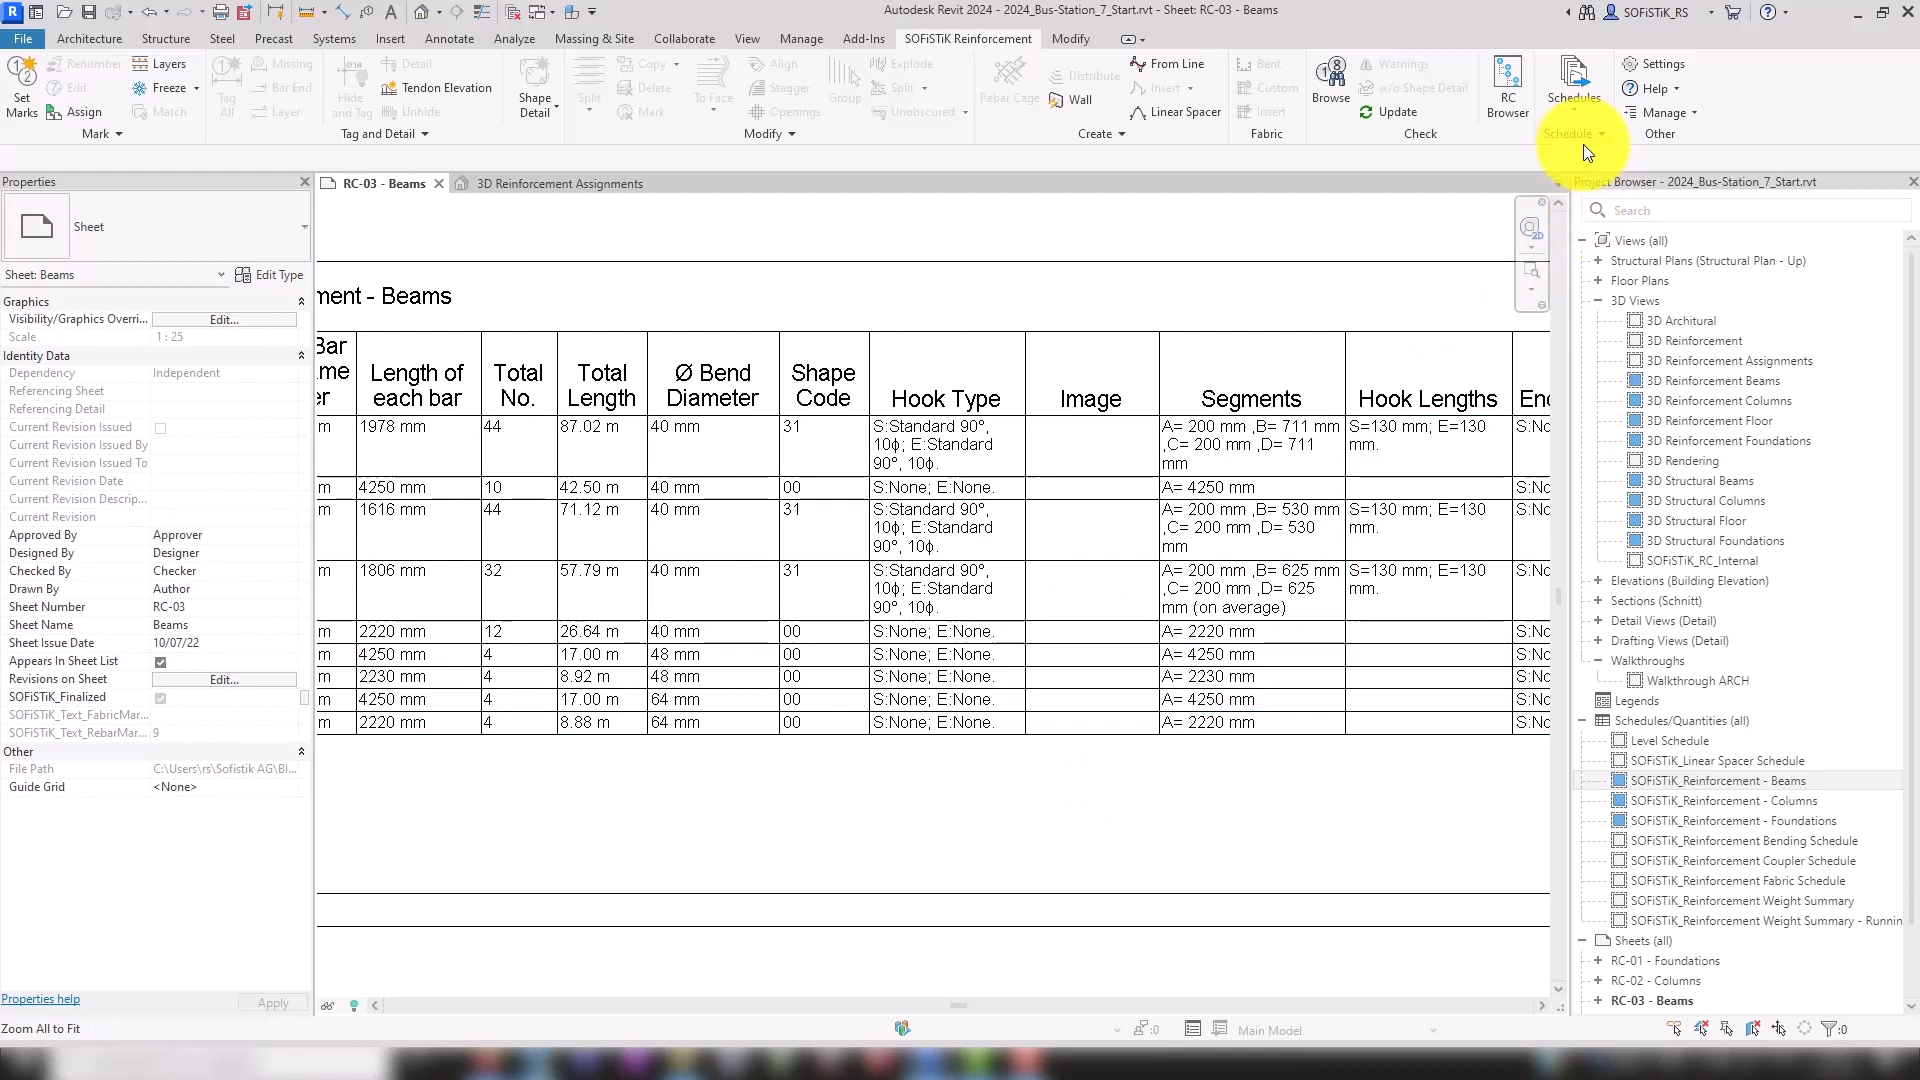 Autodesk Revit 2024 - 2024_Bus-Station_7_Start.rvt - Sheet: RC-03 - Beams
SOFiSTiK_RS
File Architecture Structure Steel Precast Systems Insert Annotate Analyze Massing & Site Collaborate View Manage Add-Ins SOFiSTiK Reinforcement Modify
Set Marks
Renumber
Edit
Assign
Layers
Freeze
Match
Tag All
Missing
Bar End
Layer
Hide and Tag
Detail
Tendon Elevation
Unhide
Shape Detail
Split
Copy
Delete
Mark
To Face
Align
Stagger
Openings
Group
Explode
Split
Unobscured
Rebar Cage
Distribute
Wall
From Line
Insert
Linear Spacer
Bent
Custom
Insert
Browse
Warnings
w/o Shape Detail
Update
RC Browser
Schedules
Settings
Help
Manage
Mark Tag and Detail Modify Create Fabric Check Schedule Other
Properties
Sheet
Sheet: Beams Edit Type
Graphics
Visibility/Graphics Overri... Edit...
Scale 1 : 25
Identity Data
Dependency Independent
Referencing Sheet
Referencing Detail
Current Revision Issued
Current Revision Issued By
Current Revision Issued To
Current Revision Date
Current Revision Descrip...
Current Revision
Approved By Approver
Designed By Designer
Checked By Checker
Drawn By Author
Sheet Number RC-03
Sheet Name Beams
Sheet Issue Date 10/07/22
Appears In Sheet List
Revisions on Sheet Edit...
SOFiSTiK_Finalized
SOFiSTiK_Text_FabricMar...
SOFiSTiK_Text_RebarMar... 9
Other
File Path C:\Users\rs\Sofistik AG\BI...
Guide Grid <None>
Properties help Apply
Zoom All to Fit
RC-03 - Beams 3D Reinforcement Assignments
ment - Beams
Bar Length of each bar Total No. Total Length Ø Bend Diameter Shape Code Hook Type Image Segments Hook Lengths
m 1978 mm 44 87.02 m 40 mm 31 S:Standard 90°, 10ϕ; E:Standard 90°, 10ϕ. A= 200 mm ,B= 711 mm ,C= 200 mm ,D= 711 mm S=130 mm; E=130 mm.
m 4250 mm 10 42.50 m 40 mm 00 S:None; E:None. A= 4250 mm
m 1616 mm 44 71.12 m 40 mm 31 S:Standard 90°, 10ϕ; E:Standard 90°, 10ϕ. A= 200 mm ,B= 530 mm ,C= 200 mm ,D= 530 mm S=130 mm; E=130 mm.
m 1806 mm 32 57.79 m 40 mm 31 S:Standard 90°, 10ϕ; E:Standard 90°, 10ϕ. A= 200 mm ,B= 625 mm ,C= 200 mm ,D= 625 mm (on average) S=130 mm; E=130 mm.
m 2220 mm 12 26.64 m 40 mm 00 S:None; E:None. A= 2220 mm
m 4250 mm 4 17.00 m 48 mm 00 S:None; E:None. A= 4250 mm
m 2230 mm 4 8.92 m 48 mm 00 S:None; E:None. A= 2230 mm
m 4250 mm 4 17.00 m 64 mm 00 S:None; E:None. A= 4250 mm
m 2220 mm 4 8.88 m 64 mm 00 S:None; E:None. A= 2220 mm
:0 Main Model :0
Project Browser - 2024_Bus-Station_7_Start.rvt
Search
Views (all)
Structural Plans (Structural Plan - Up)
Floor Plans
3D Views
3D Architural
3D Reinforcement
3D Reinforcement Assignments
3D Reinforcement Beams
3D Reinforcement Columns
3D Reinforcement Floor
3D Reinforcement Foundations
3D Rendering
3D Structural Beams
3D Structural Columns
3D Structural Floor
3D Structural Foundations
SOFiSTiK_RC_Internal
Elevations (Building Elevation)
Sections (Schnitt)
Detail Views (Detail)
Drafting Views (Detail)
Walkthroughs
Walkthrough ARCH
Legends
Schedules/Quantities (all)
Level Schedule
SOFiSTiK_Linear Spacer Schedule
SOFiSTiK_Reinforcement - Beams
SOFiSTiK_Reinforcement - Columns
SOFiSTiK_Reinforcement - Foundations
SOFiSTiK_Reinforcement Bending Schedule
SOFiSTiK_Reinforcement Coupler Schedule
SOFiSTiK_Reinforcement Fabric Schedule
SOFiSTiK_Reinforcement Weight Summary
SOFiSTiK_Reinforcement Weight Summary - Runnin
Sheets (all)
RC-01 - Foundations
RC-02 - Columns
RC-03 - Beams